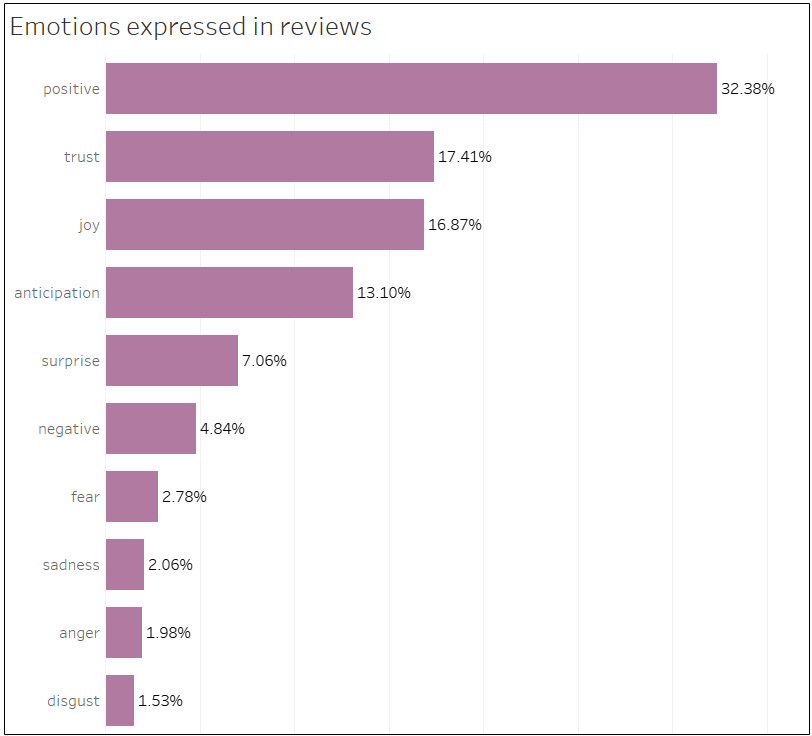 Emotions expressed in reviews
positive 32.38%
trust 17.41%
joy 16.87%
anticipation 13.10%
surprise 7.06%
negative 4.84%
fear 2.78%
sadness 2.06%
anger 1.98%
disgust 1.53%